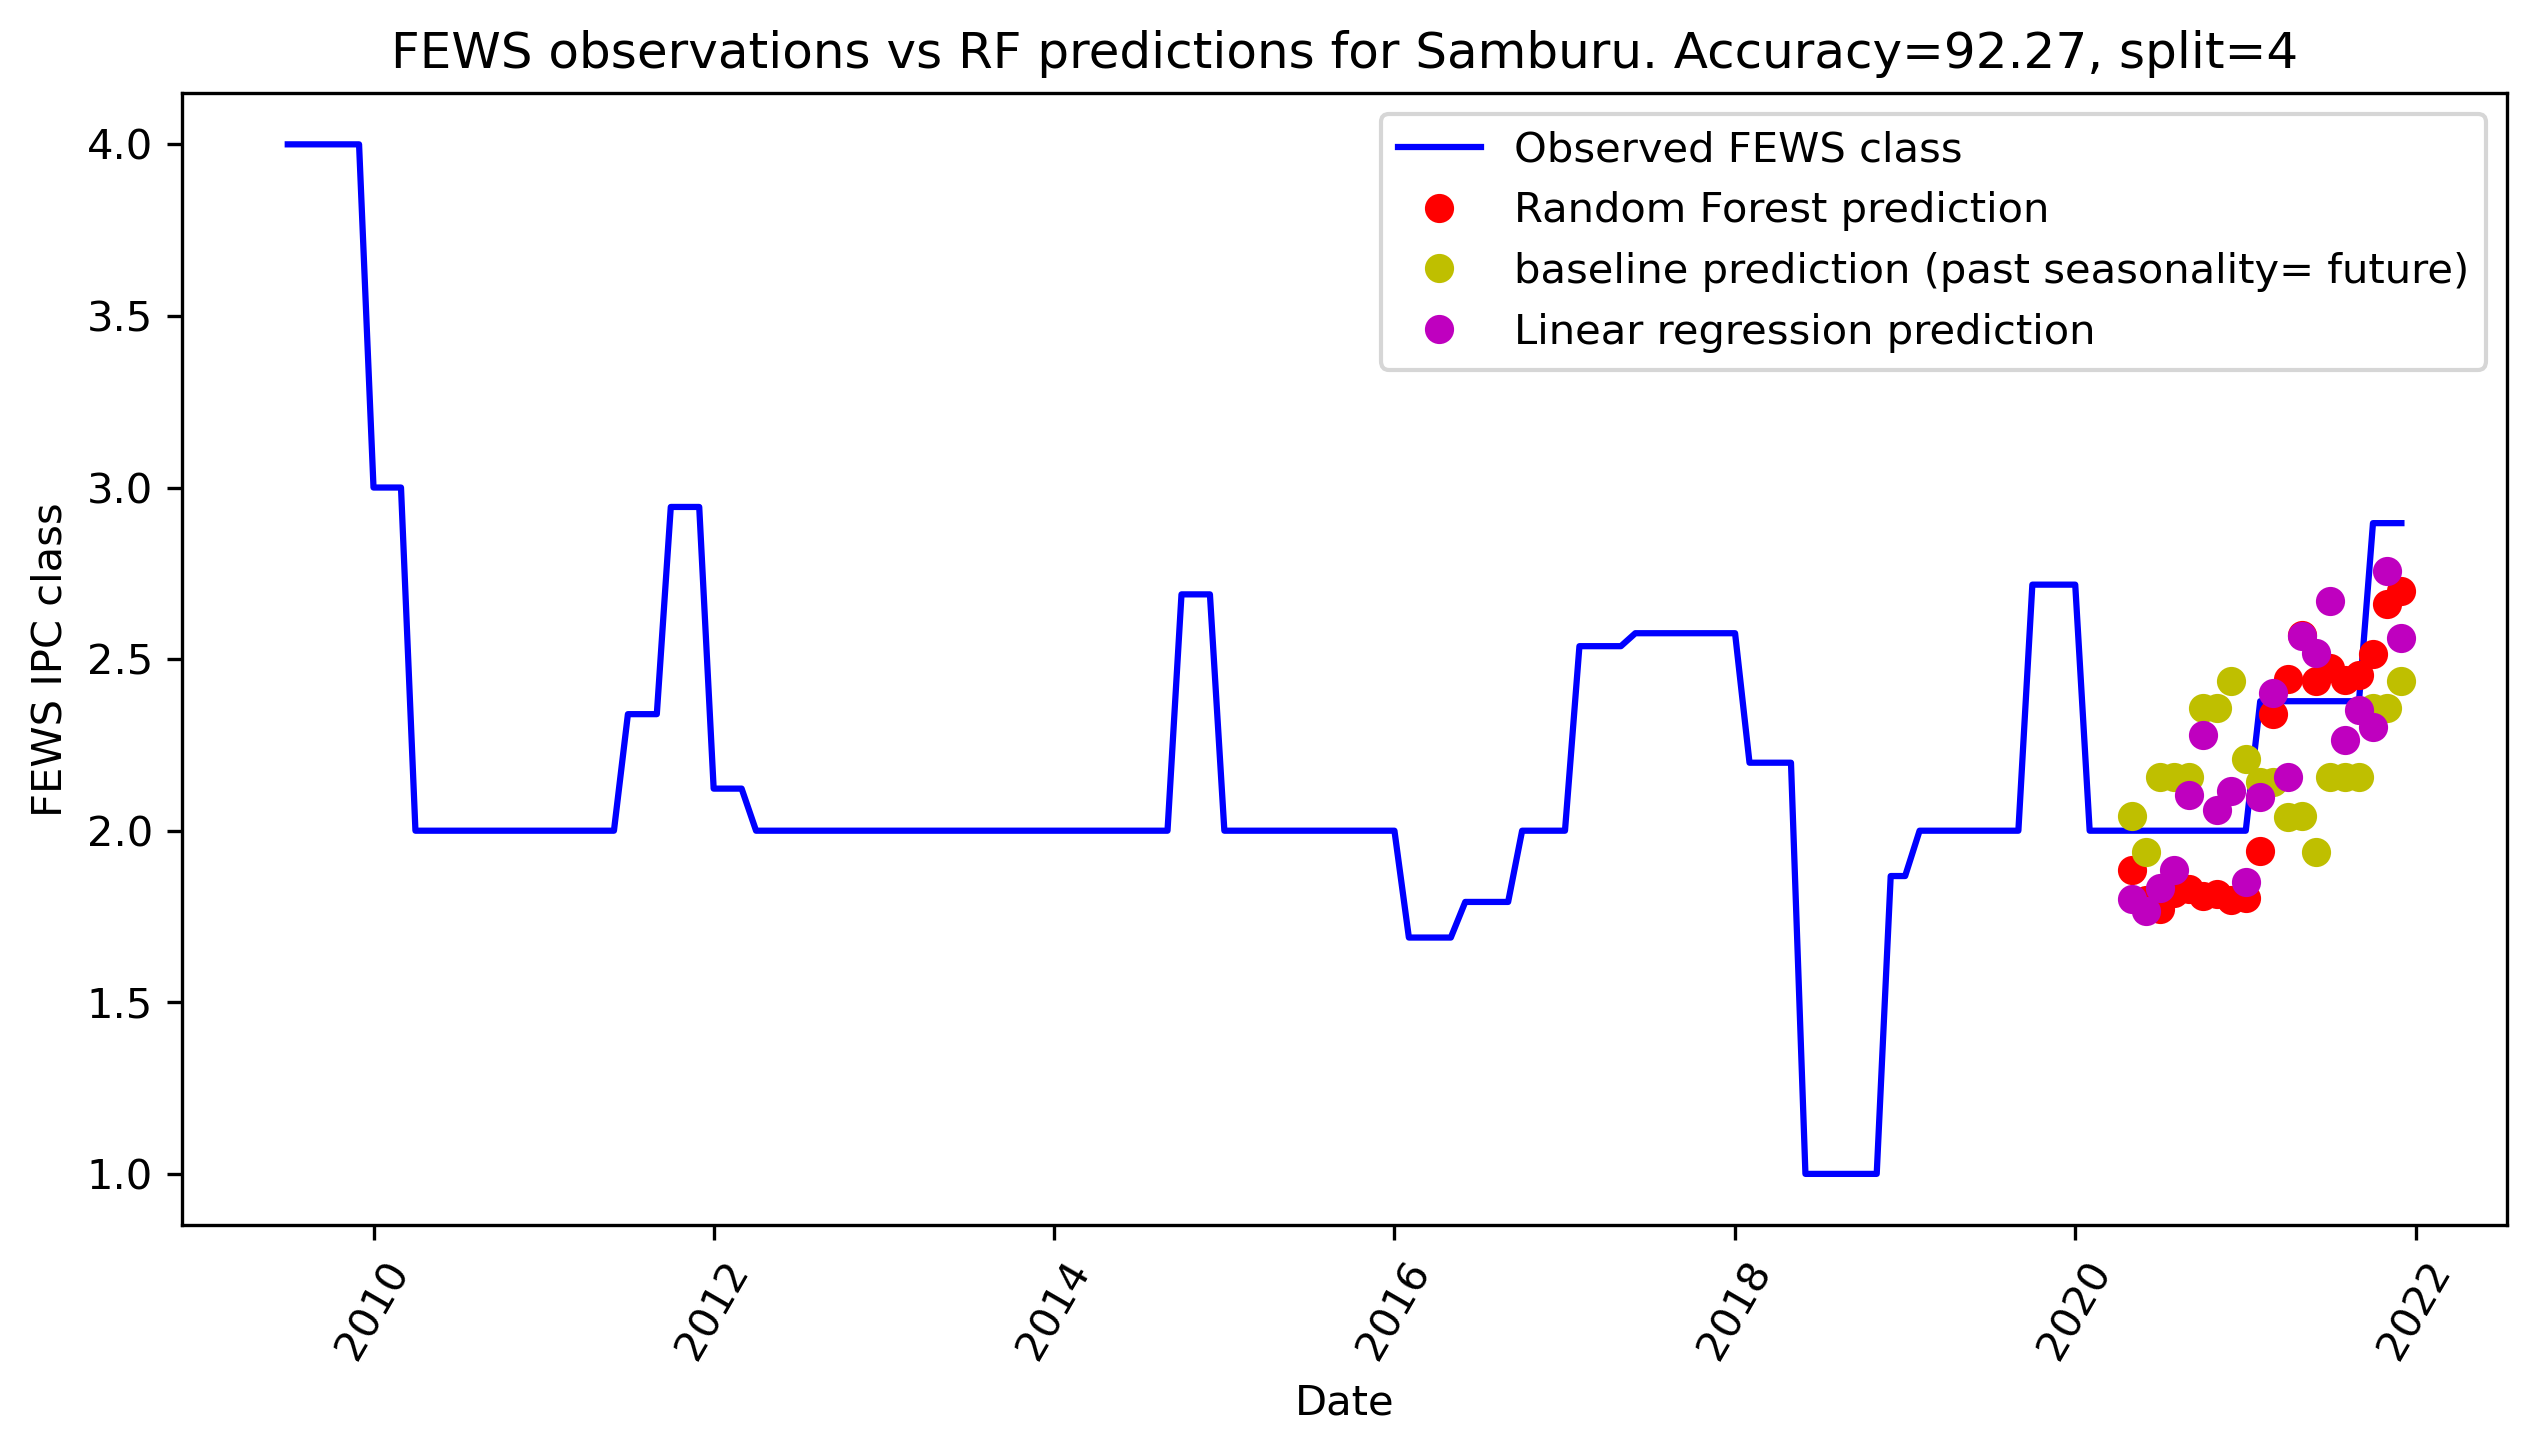 FEWS observations vs RF predictions for Samburu. Accuracy=92.27, split=4
Observed FEWS class
Random Forest prediction
baseline prediction (past seasonality= future)
Linear regression prediction
FEWS IPC class
4.0
3.5
3.0
2.5
2.0
1.5
1.0
2010
2012
2014
2016
2018
2020
2022
Date